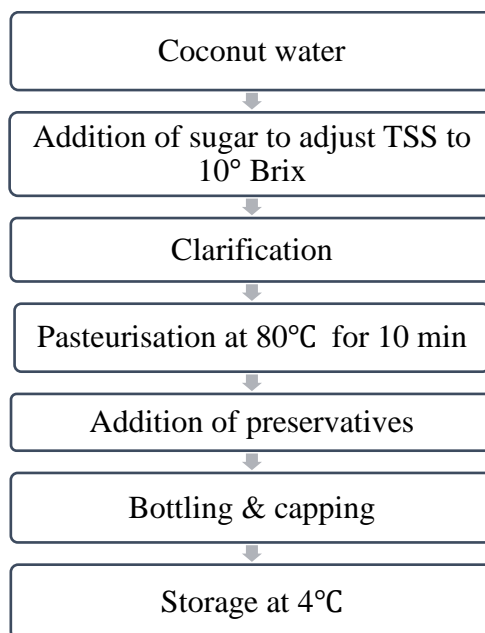 Coconut water
Addition of sugar to adjust TSS to
10° Brix
Clarification
Pasteurisation at 80℃ for 10 min
Addition of preservatives
Bottling & capping
Storage at 4℃